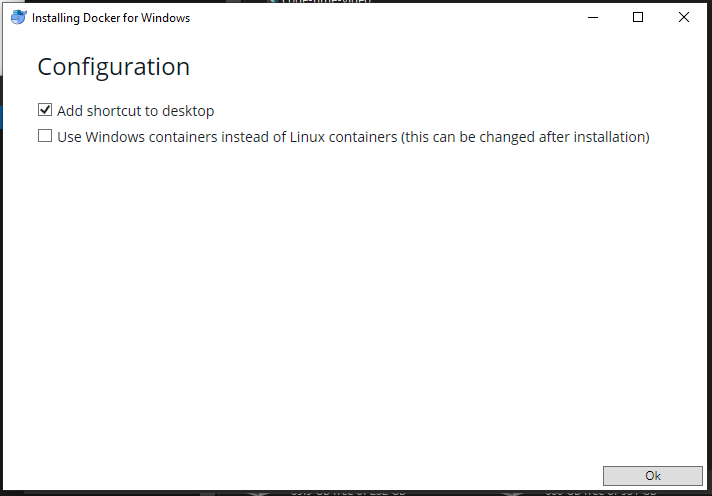 Installing Docker for Windows
Configuration
Add shortcut to desktop
Use Windows containers instead of Linux containers (this can be changed after installation)
Ok